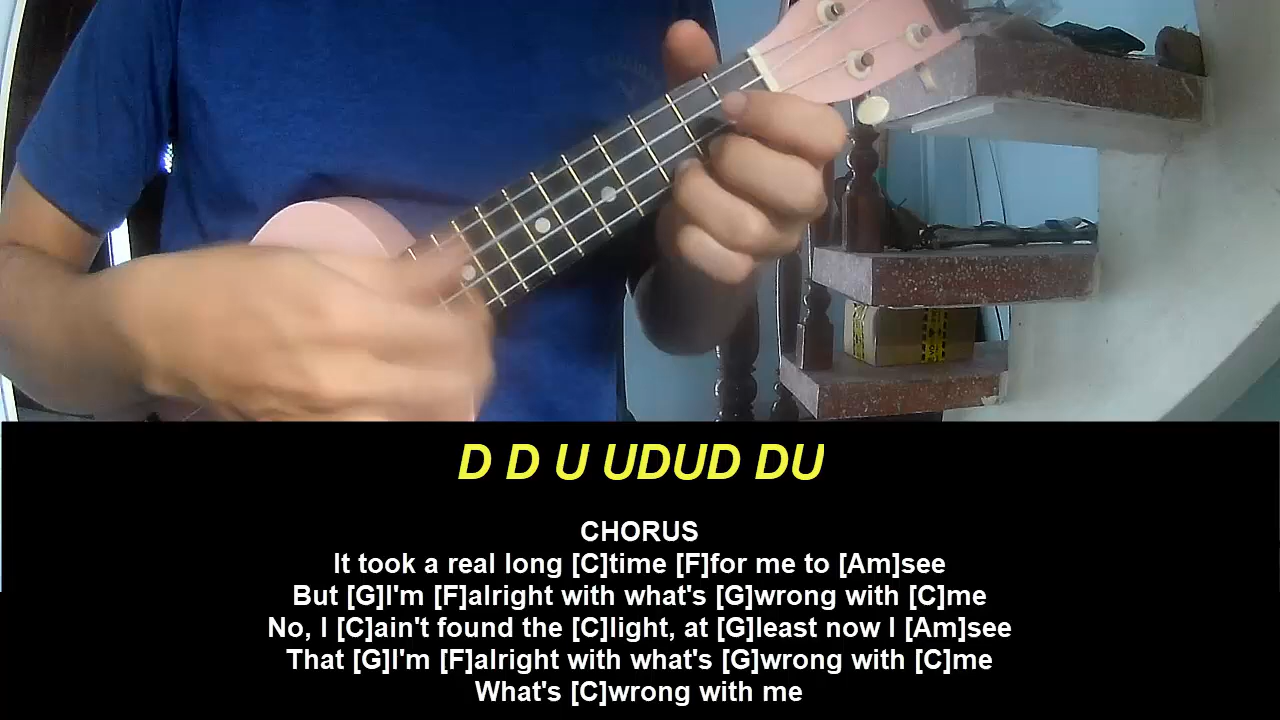 D D U UDUD DU
CHORUS
It took a real long [C]time [F]for me to [Am]see
But [G]I'm [F]alright with what's [G]wrong with [C]me
No, I [C]ain't found the [C]light, at [G]least now I [Am]see
That [G]I'm [F]alright with what's [G]wrong with [C]me
What's [C]wrong with me